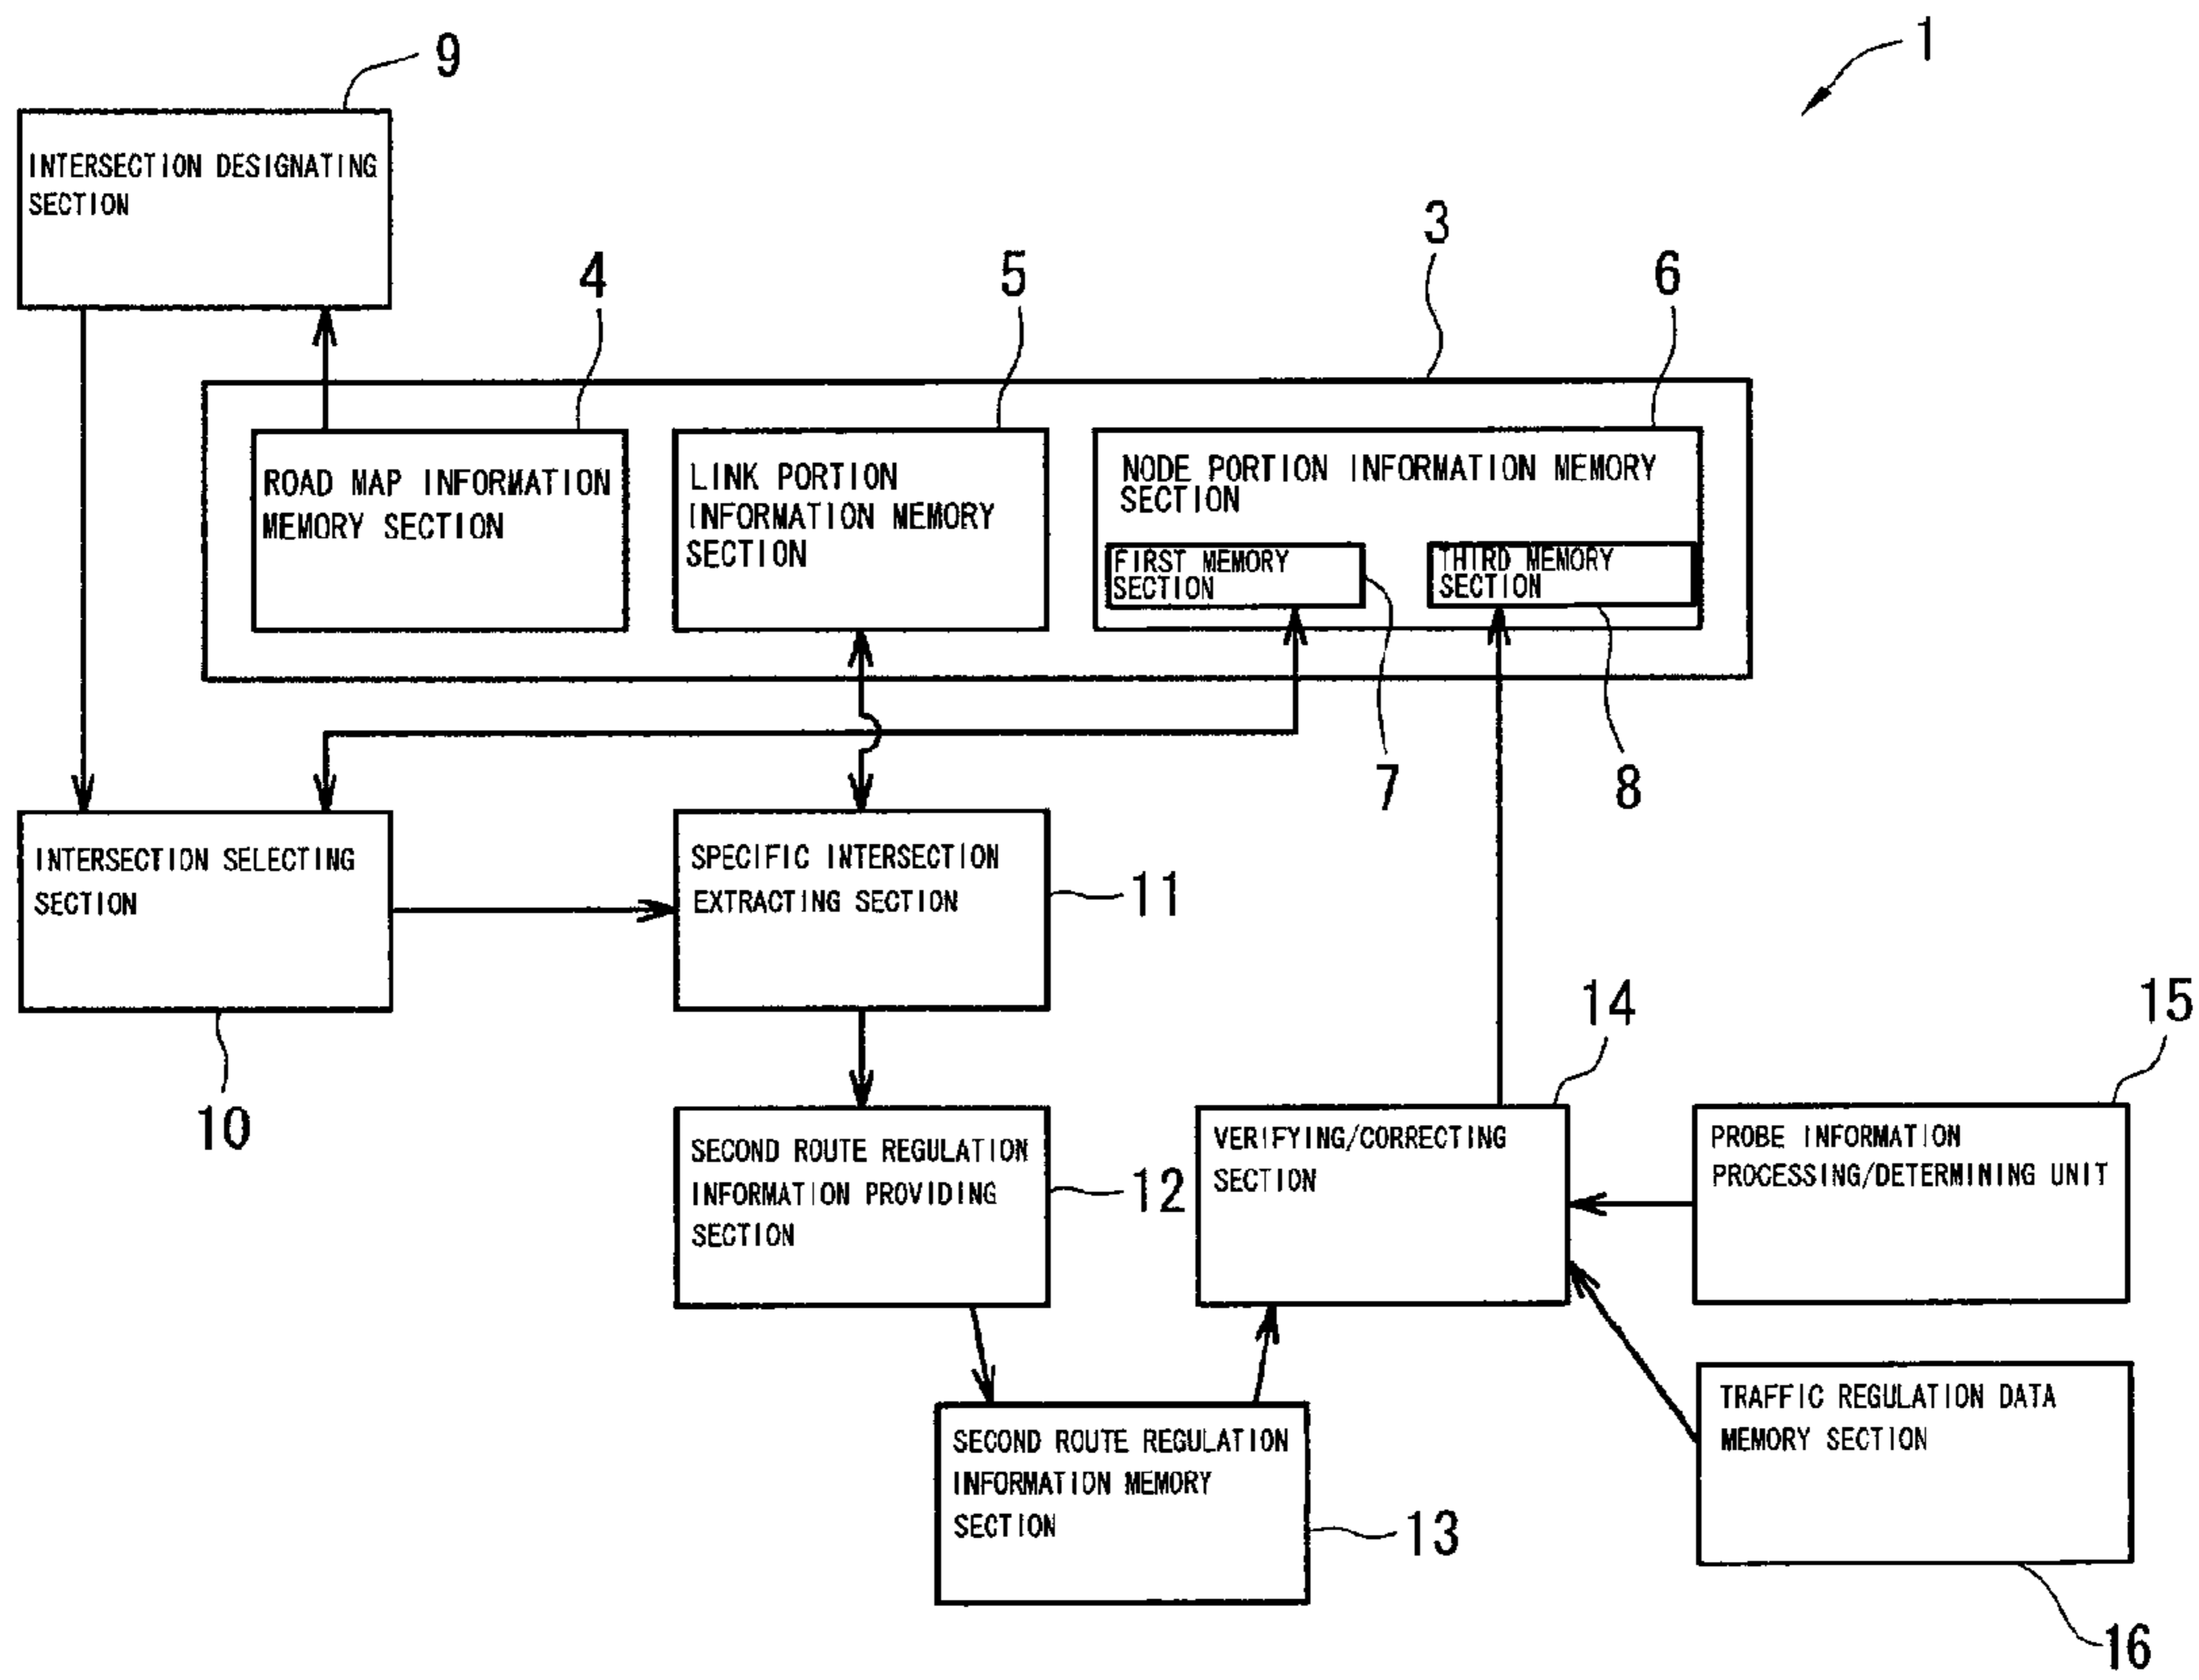 1
9
INTERSECTION DESIGNATING
SECTION
3
4
5
6
ROAD MAP INFORMATION
MEMORY SECTION
LINK PORTION
INFORMATION MEMORY
SECTION
NODE PORTION INFORMATION MEMORY
SECTION
FIRST MEMORY
SECTION
THIRD MEMORY
SECTION
7
8
INTERSECTION SELECTING
SECTION
10
SPECIFIC INTERSECTION
EXTRACTING SECTION
11
SECOND ROUTE REGULATION
INFORMATION PROVIDING
SECTION
12
14
VERIFYING/CORRECTING
SECTION
15
PROBE INFORMATION
PROCESSING/DETERMINING UNIT
SECOND ROUTE REGULATION
INFORMATION MEMORY
SECTION
13
TRAFFIC REGULATION DATA
MEMORY SECTION
16